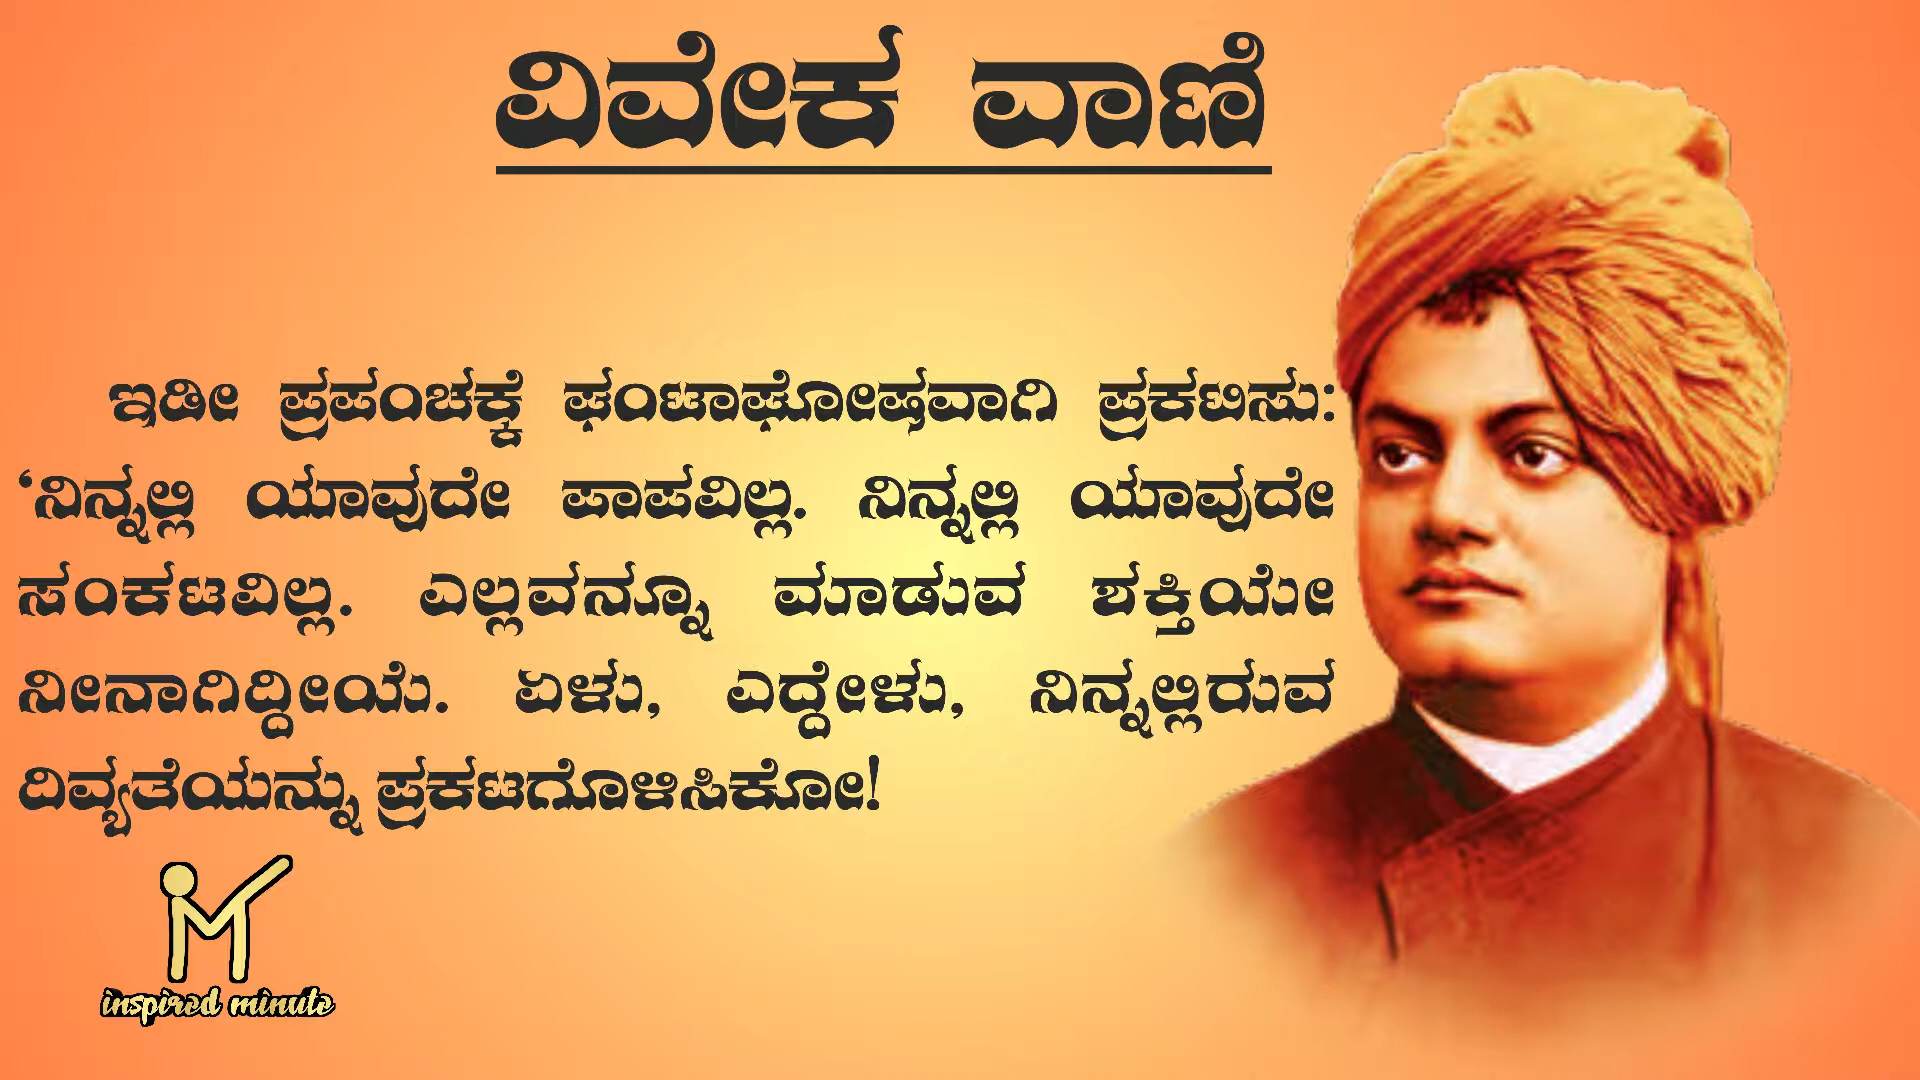 ವಿವೇಕ ವಾಣಿ
ಇಡೀ ಪ್ರಪಂಚಕ್ಕೆ ಘಂಟಾಘೋಷವಾಗಿ ಪ್ರಕಟಿಸು:
‘ನಿನ್ನಲ್ಲಿ ಯಾವುದೇ ಪಾಪವಿಲ್ಲ. ನಿನ್ನಲ್ಲಿ ಯಾವುದೇ
ಸಂಕಟವಿಲ್ಲ. ಎಲ್ಲವನ್ನೂ ಮಾಡುವ ಶಕ್ತಿಯೇ
ನೀನಾಗಿದ್ದೀಯೆ. ಏಳು, ಎದ್ದೇಳು, ನಿನ್ನಲ್ಲಿರುವ
ದಿವ್ಯತೆಯನ್ನು ಪ್ರಕಟಗೊಳಿಸಿಕೋ!
inspired minute